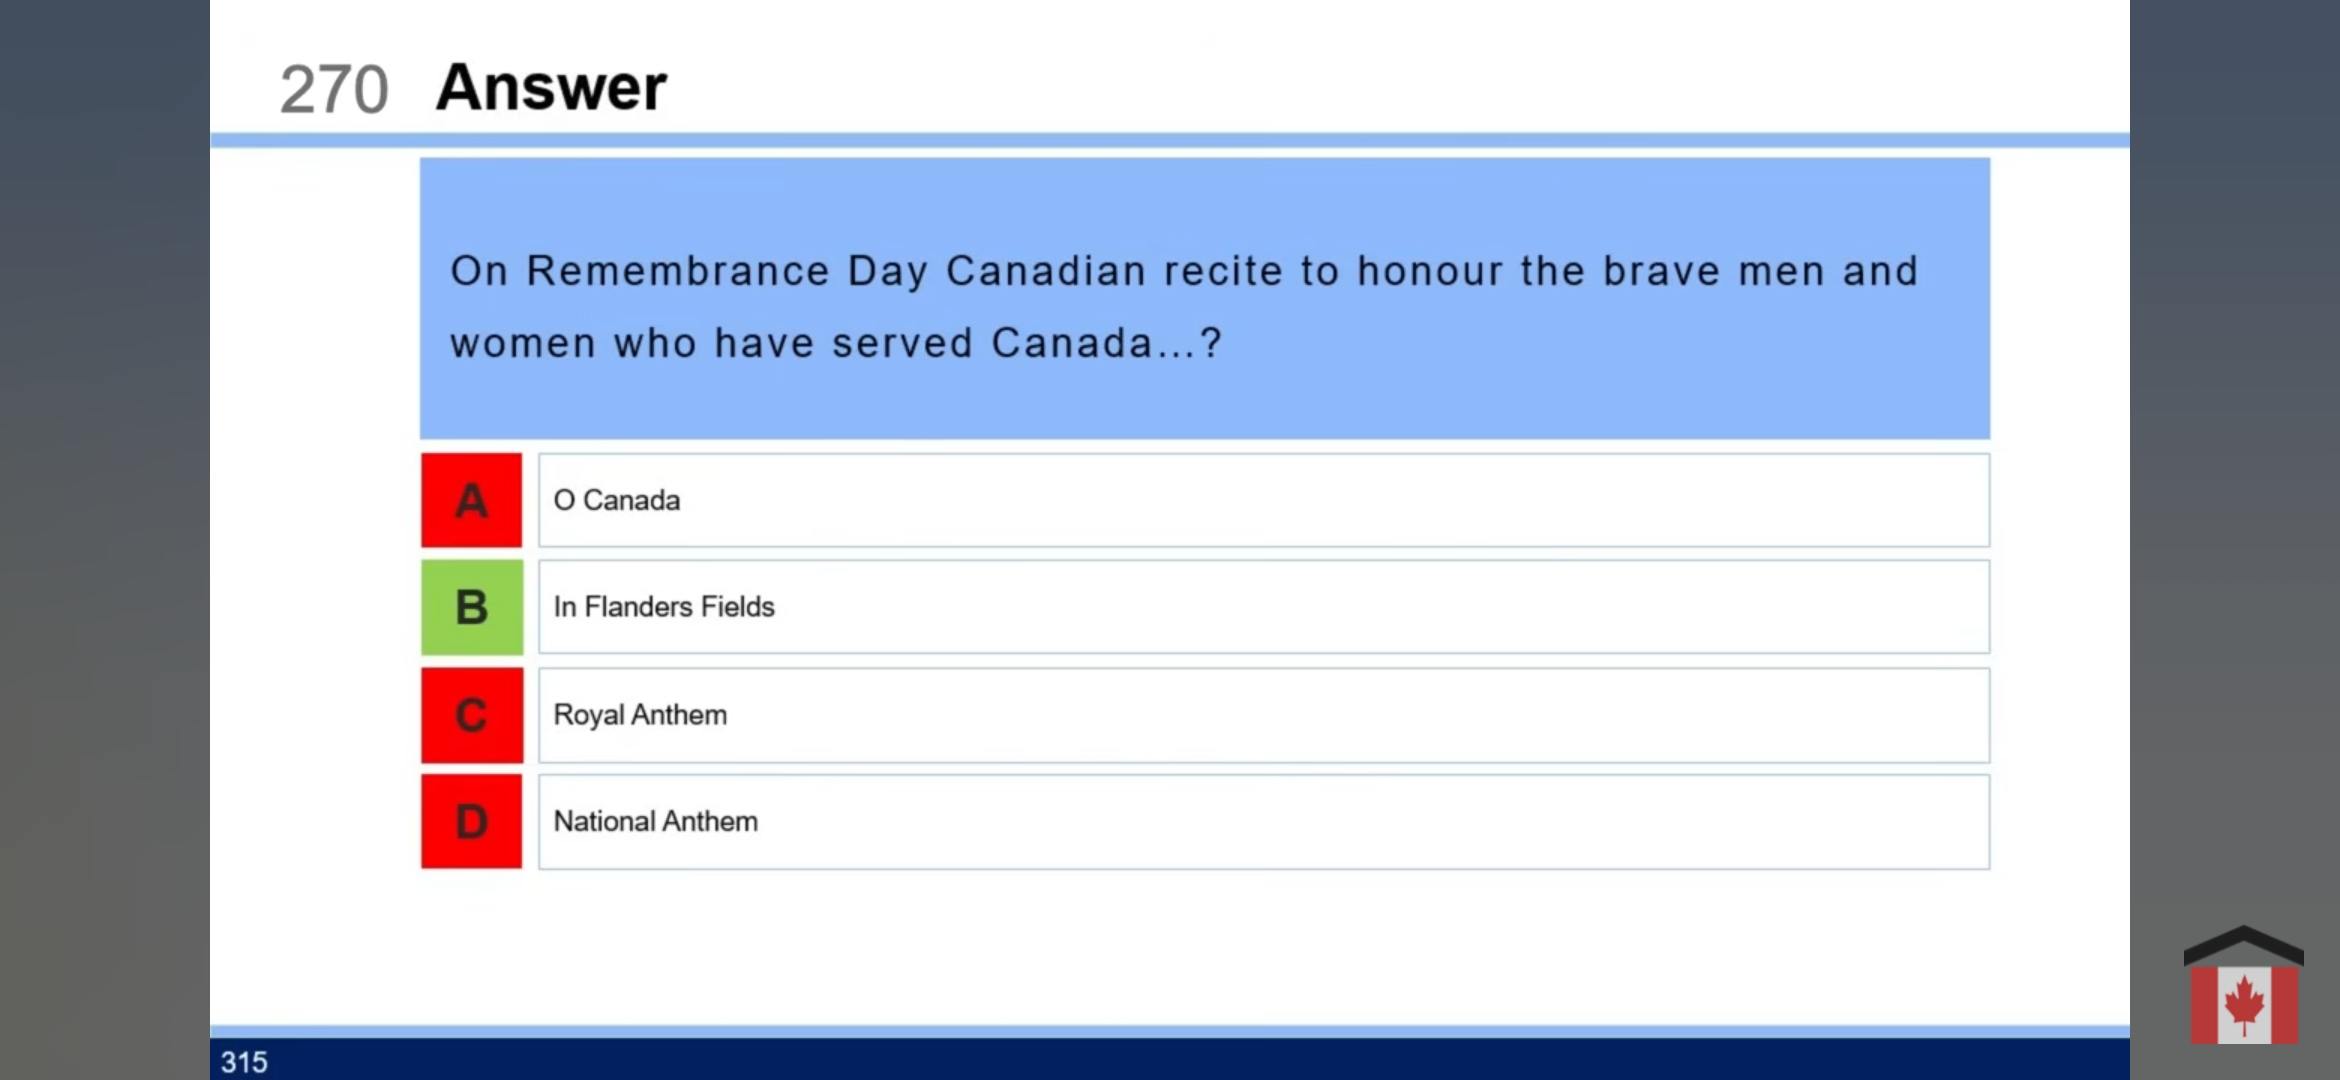 270 Answer
On Remembrance Day Canadian recite to honour the brave men and
women who have served Canada...?
A O Canada
B In Flanders Fields
C Royal Anthem
D National Anthem
315